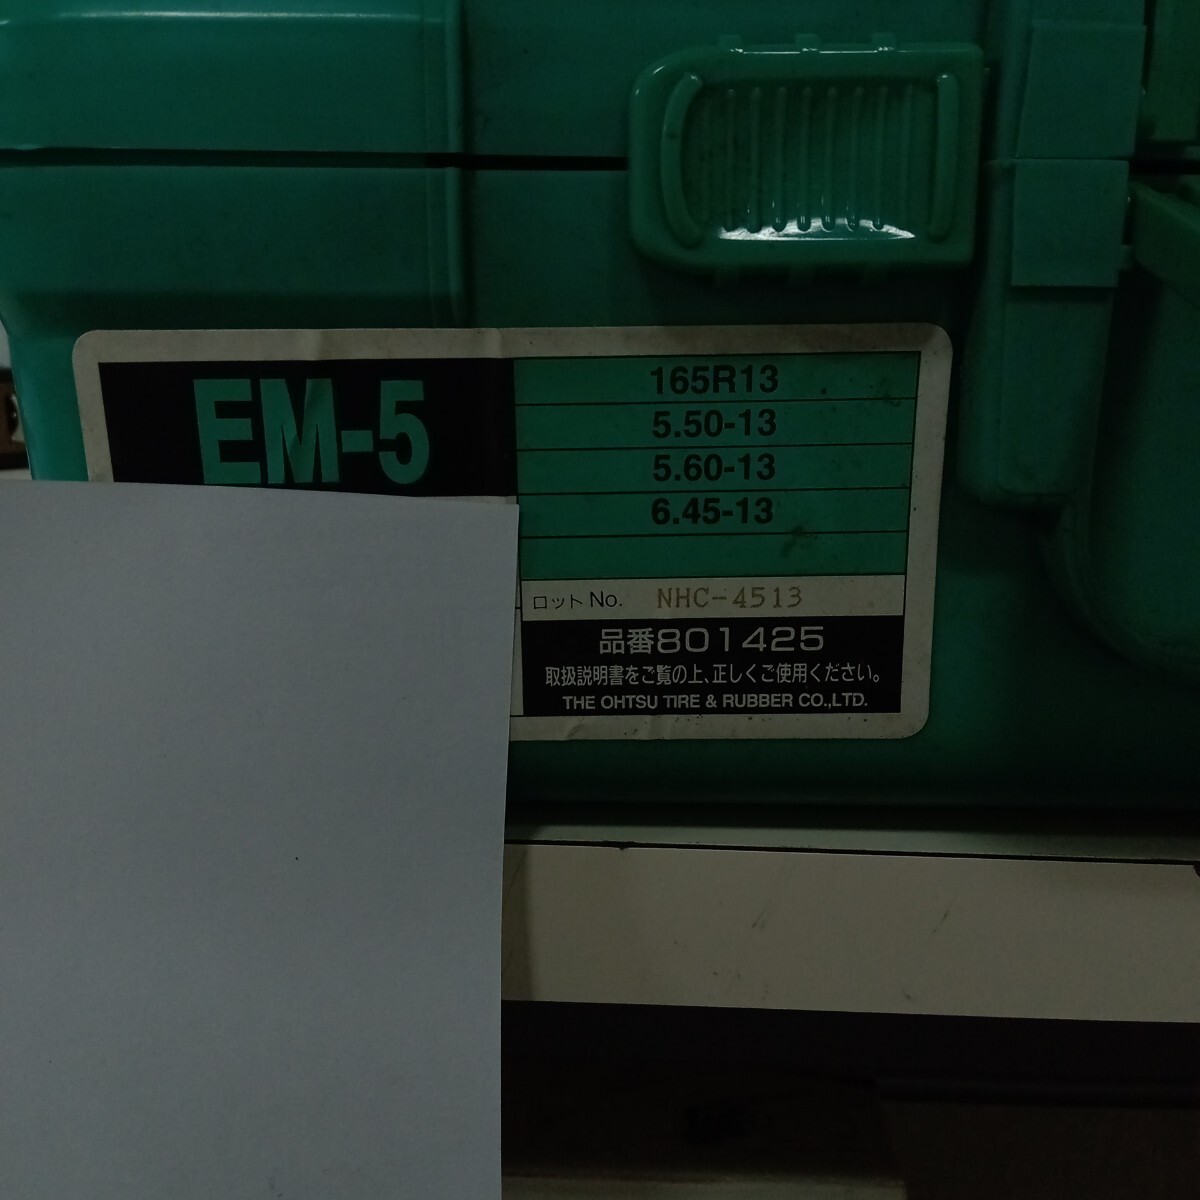 EM-5
165R13
5.50-13
5.60-13
6.45-13
ロット No. NHC-4513
品番801425
取扱説明書をご覧の上、正しくご使用ください。
THE OHTSU TIRE & RUBBER CO.,LTD.